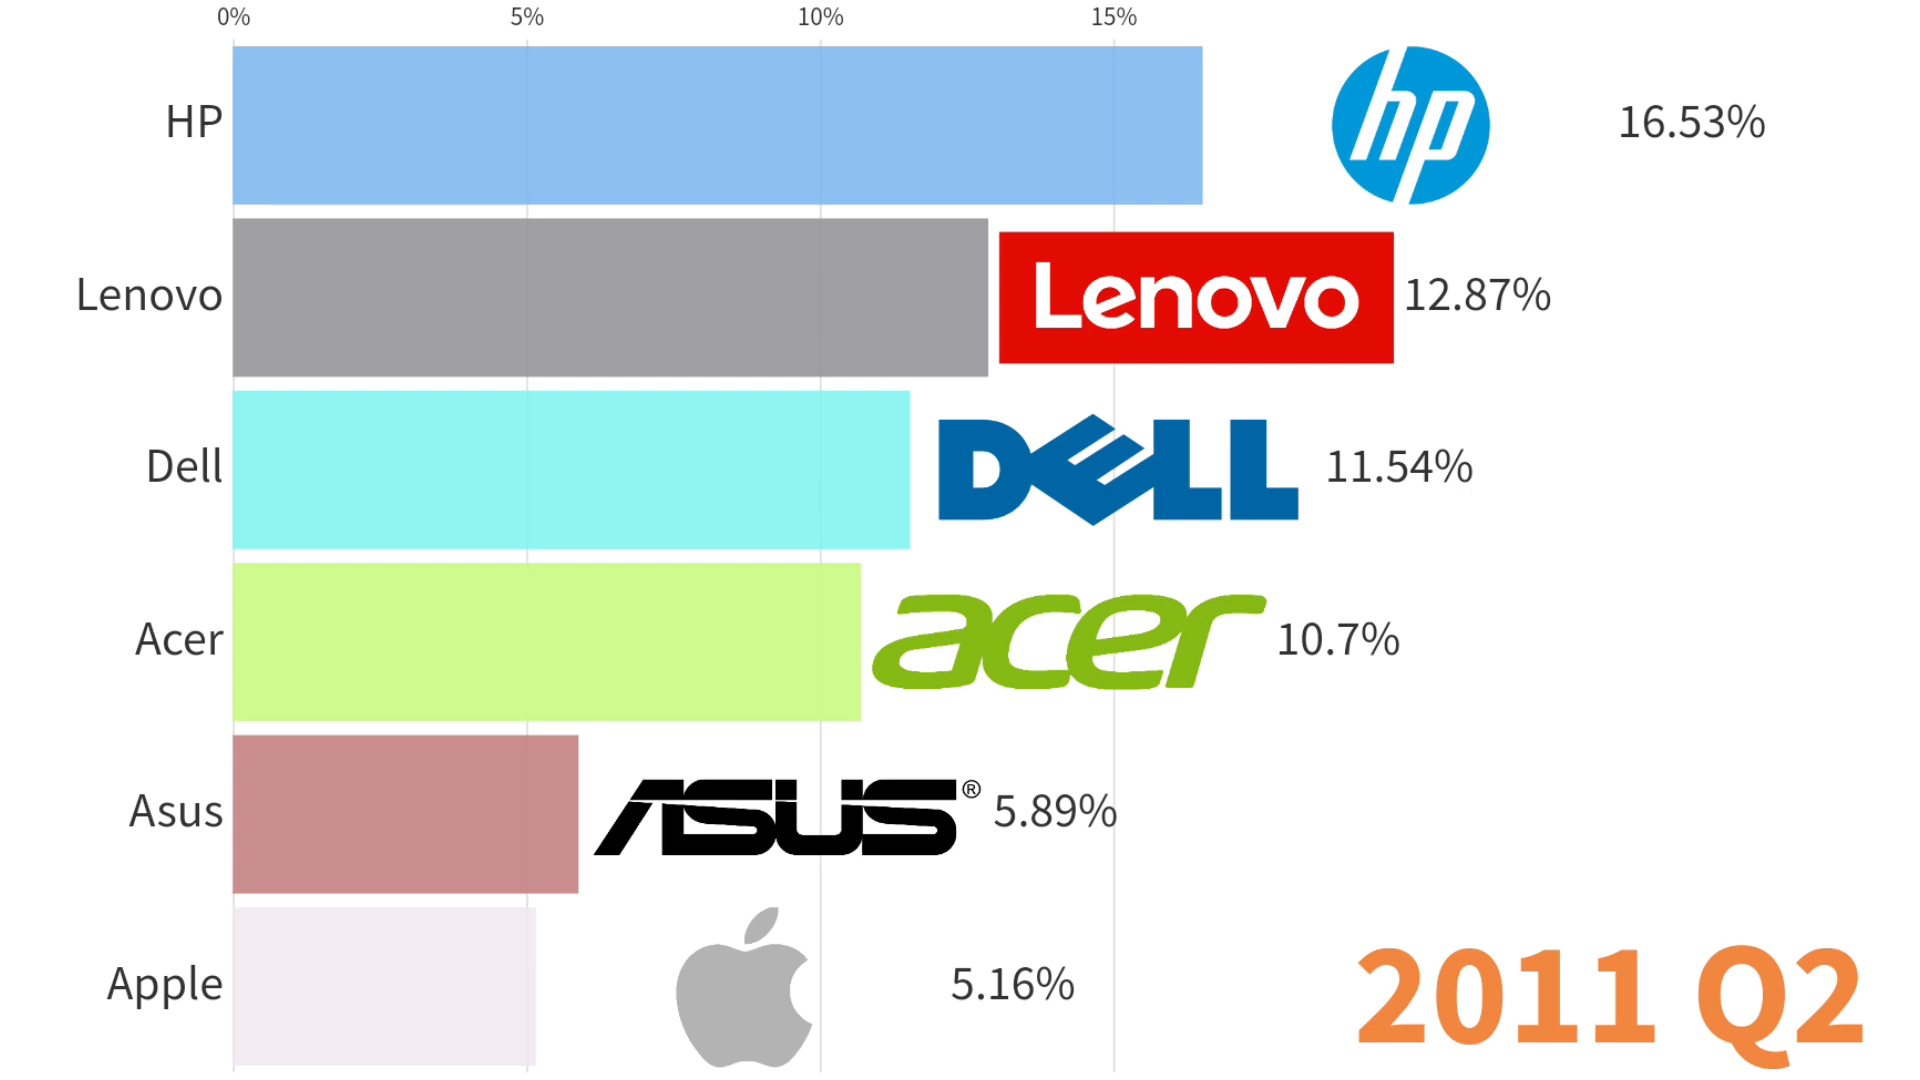 0% 5% 10% 15%
HP hp 16.53%
Lenovo Lenovo 12.87%
Dell DELL 11.54%
Acer acer 10.7%
Asus ASUS® 5.89%
Apple 5.16%
2011 Q2